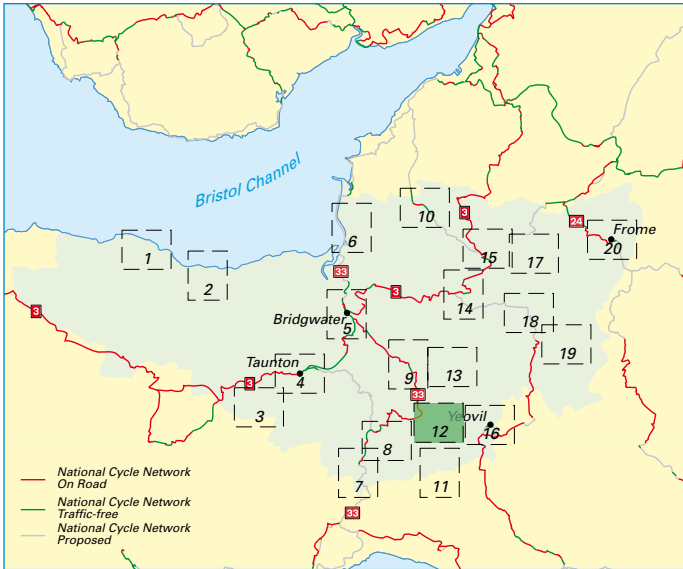 Bristol Channel
10
3
24
Frome
20
6
1
15
17
2
33
3
14
3
Bridgwater
5
18
Taunton
4
9
13
19
3
33
3
Yeovil
12
16
8
7
11
National Cycle Network
On Road
National Cycle Network
Traffic-free
National Cycle Network
Proposed
33